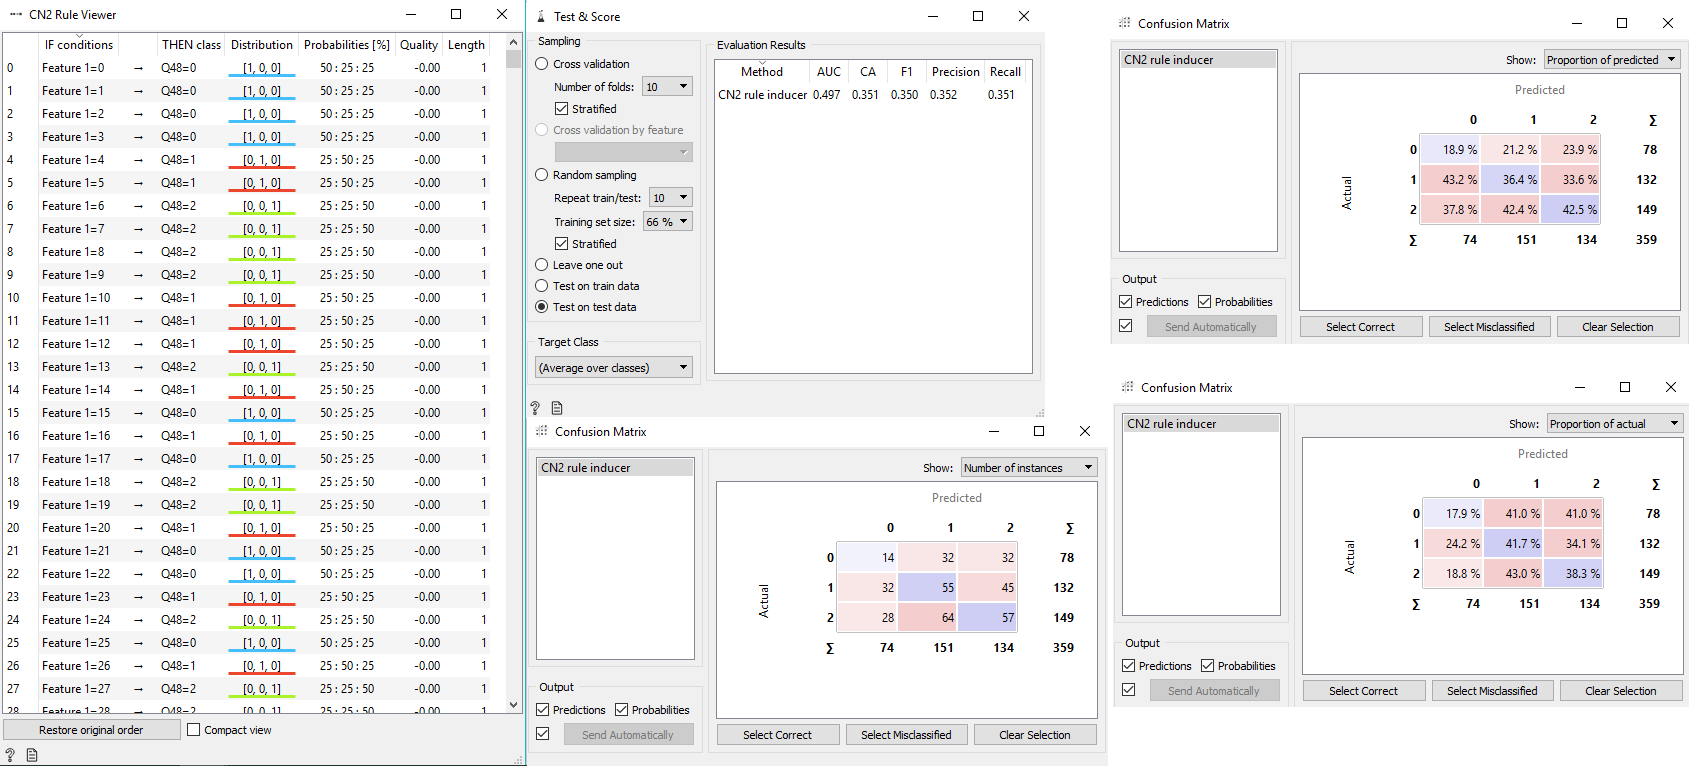 CN2 Rule Viewer
IF conditions THEN class Distribution Probabilities [%] Quality Length
0 Feature 1=0 → Q48=0 [1, 0, 0] 50 : 25 : 25 -0.00 1
1 Feature 1=1 → Q48=0 [1, 0, 0] 50 : 25 : 25 -0.00 1
2 Feature 1=2 → Q48=0 [1, 0, 0] 50 : 25 : 25 -0.00 1
3 Feature 1=3 → Q48=0 [1, 0, 0] 50 : 25 : 25 -0.00 1
4 Feature 1=4 → Q48=1 [0, 1, 0] 25 : 50 : 25 -0.00 1
5 Feature 1=5 → Q48=1 [0, 1, 0] 25 : 50 : 25 -0.00 1
6 Feature 1=6 → Q48=2 [0, 0, 1] 25 : 25 : 50 -0.00 1
7 Feature 1=7 → Q48=2 [0, 0, 1] 25 : 25 : 50 -0.00 1
8 Feature 1=8 → Q48=2 [0, 0, 1] 25 : 25 : 50 -0.00 1
9 Feature 1=9 → Q48=2 [0, 0, 1] 25 : 25 : 50 -0.00 1
10 Feature 1=10 → Q48=1 [0, 1, 0] 25 : 50 : 25 -0.00 1
11 Feature 1=11 → Q48=1 [0, 1, 0] 25 : 50 : 25 -0.00 1
12 Feature 1=12 → Q48=1 [0, 1, 0] 25 : 50 : 25 -0.00 1
13 Feature 1=13 → Q48=2 [0, 0, 1] 25 : 25 : 50 -0.00 1
14 Feature 1=14 → Q48=1 [0, 1, 0] 25 : 50 : 25 -0.00 1
15 Feature 1=15 → Q48=0 [1, 0, 0] 50 : 25 : 25 -0.00 1
16 Feature 1=16 → Q48=1 [0, 1, 0] 25 : 50 : 25 -0.00 1
17 Feature 1=17 → Q48=0 [1, 0, 0] 50 : 25 : 25 -0.00 1
18 Feature 1=18 → Q48=2 [0, 0, 1] 25 : 25 : 50 -0.00 1
19 Feature 1=19 → Q48=2 [0, 0, 1] 25 : 25 : 50 -0.00 1
20 Feature 1=20 → Q48=1 [0, 1, 0] 25 : 50 : 25 -0.00 1
21 Feature 1=21 → Q48=0 [1, 0, 0] 50 : 25 : 25 -0.00 1
22 Feature 1=22 → Q48=0 [1, 0, 0] 50 : 25 : 25 -0.00 1
23 Feature 1=23 → Q48=1 [0, 1, 0] 25 : 50 : 25 -0.00 1
24 Feature 1=24 → Q48=2 [0, 0, 1] 25 : 25 : 50 -0.00 1
25 Feature 1=25 → Q48=0 [1, 0, 0] 50 : 25 : 25 -0.00 1
26 Feature 1=26 → Q48=1 [0, 1, 0] 25 : 50 : 25 -0.00 1
27 Feature 1=27 → Q48=2 [0, 0, 1] 25 : 25 : 50 -0.00 1
28 Feature 1=28 → Q48=2 [0, 0, 1] 25 : 25 : 50 -0.00 1
Restore original order Compact view
?
Test & Score
Sampling
Cross validation
Number of folds: 10
Stratified
Cross validation by feature
Random sampling
Repeat train/test: 10
Training set size: 66 %
Stratified
Leave one out
Test on train data
Test on test data
Target Class
(Average over classes)
?
Evaluation Results
Method AUC CA F1 Precision Recall
CN2 rule inducer 0.497 0.351 0.350 0.352 0.351
Confusion Matrix
CN2 rule inducer
Output
Predictions Probabilities
Send Automatically
Show: Number of instances
Predicted
0 1 2 Σ
Actual
0 14 32 32 78
1 32 55 45 132
2 28 64 57 149
Σ 74 151 134 359
Select Correct Select Misclassified Clear Selection
Confusion Matrix
CN2 rule inducer
Output
Predictions Probabilities
Send Automatically
Show: Proportion of predicted
Predicted
0 1 2 Σ
Actual
0 18.9 % 21.2 % 23.9 % 78
1 43.2 % 36.4 % 33.6 % 132
2 37.8 % 42.4 % 42.5 % 149
Σ 74 151 134 359
Select Correct Select Misclassified Clear Selection
Confusion Matrix
CN2 rule inducer
Output
Predictions Probabilities
Send Automatically
Show: Proportion of actual
Predicted
0 1 2 Σ
Actual
0 17.9 % 41.0 % 41.0 % 78
1 24.2 % 41.7 % 34.1 % 132
2 18.8 % 43.0 % 38.3 % 149
Σ 74 151 134 359
Select Correct Select Misclassified Clear Selection